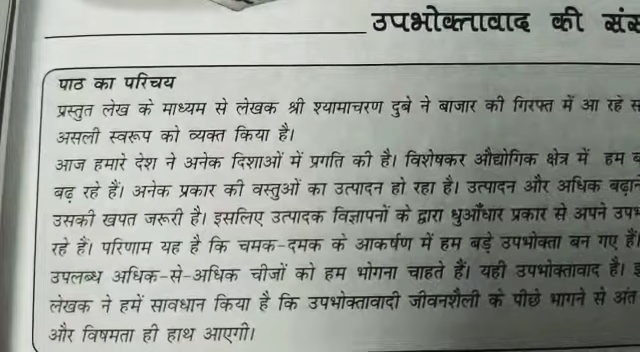 उपभोक्तावाद की
पाठ का परिचय
प्रस्तुत लेख के माध्यम से लेखक श्री श्यामाचरण दुबे ने बाजार की गिरफ्त में आ रहे
असली स्वरूप को व्यक्त किया है।
आज हमारे देश ने अनेक दिशाओं में प्रगति की है। विशेषकर औद्योगिक क्षेत्र में हम
बढ़ रहे हैं। अनेक प्रकार की वस्तुओं का उत्पादन हो रहा है। उत्पादन और अधिक
उसकी खपत जरूरी है। इसलिए उत्पादक विज्ञापनों के द्वारा धुआँधार प्रकार से अपने
रहे हैं। परिणाम यह है कि चमक-दमक के आकर्षण में हम बड़े उपभोक्ता बन गए हैं।
उपलब्ध अधिक-से-अधिक चीजों को हम भोगना चाहते हैं। यही उपभोक्तावाद है।
लेखक ने हमें सावधान किया है कि उपभोक्तावादी जीवनशैली के पीछे भागने से अंत
और विषमता ही हाथ आएगी।